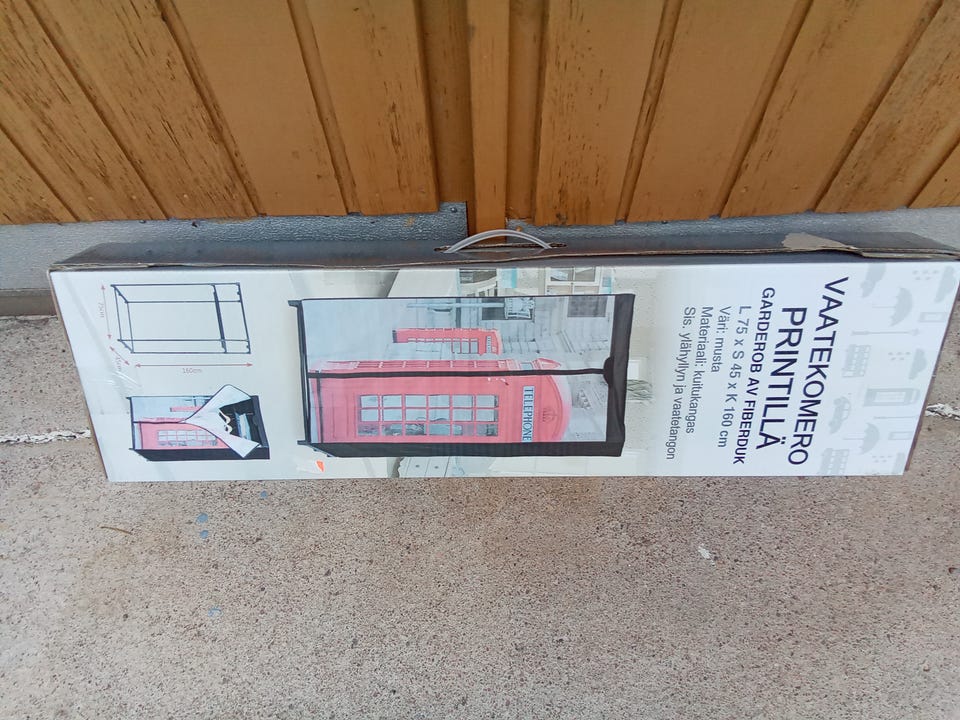 VAATEKOMERO
PRINTILLÄ
GARDEROB AV FIBERDUK
L 75 x S 45 x K 160 cm
Väri: musta
Materiaali: kuitukangas
Sis. ylähyllyn ja vaatetangon
TELEPHONE
75cm
160cm